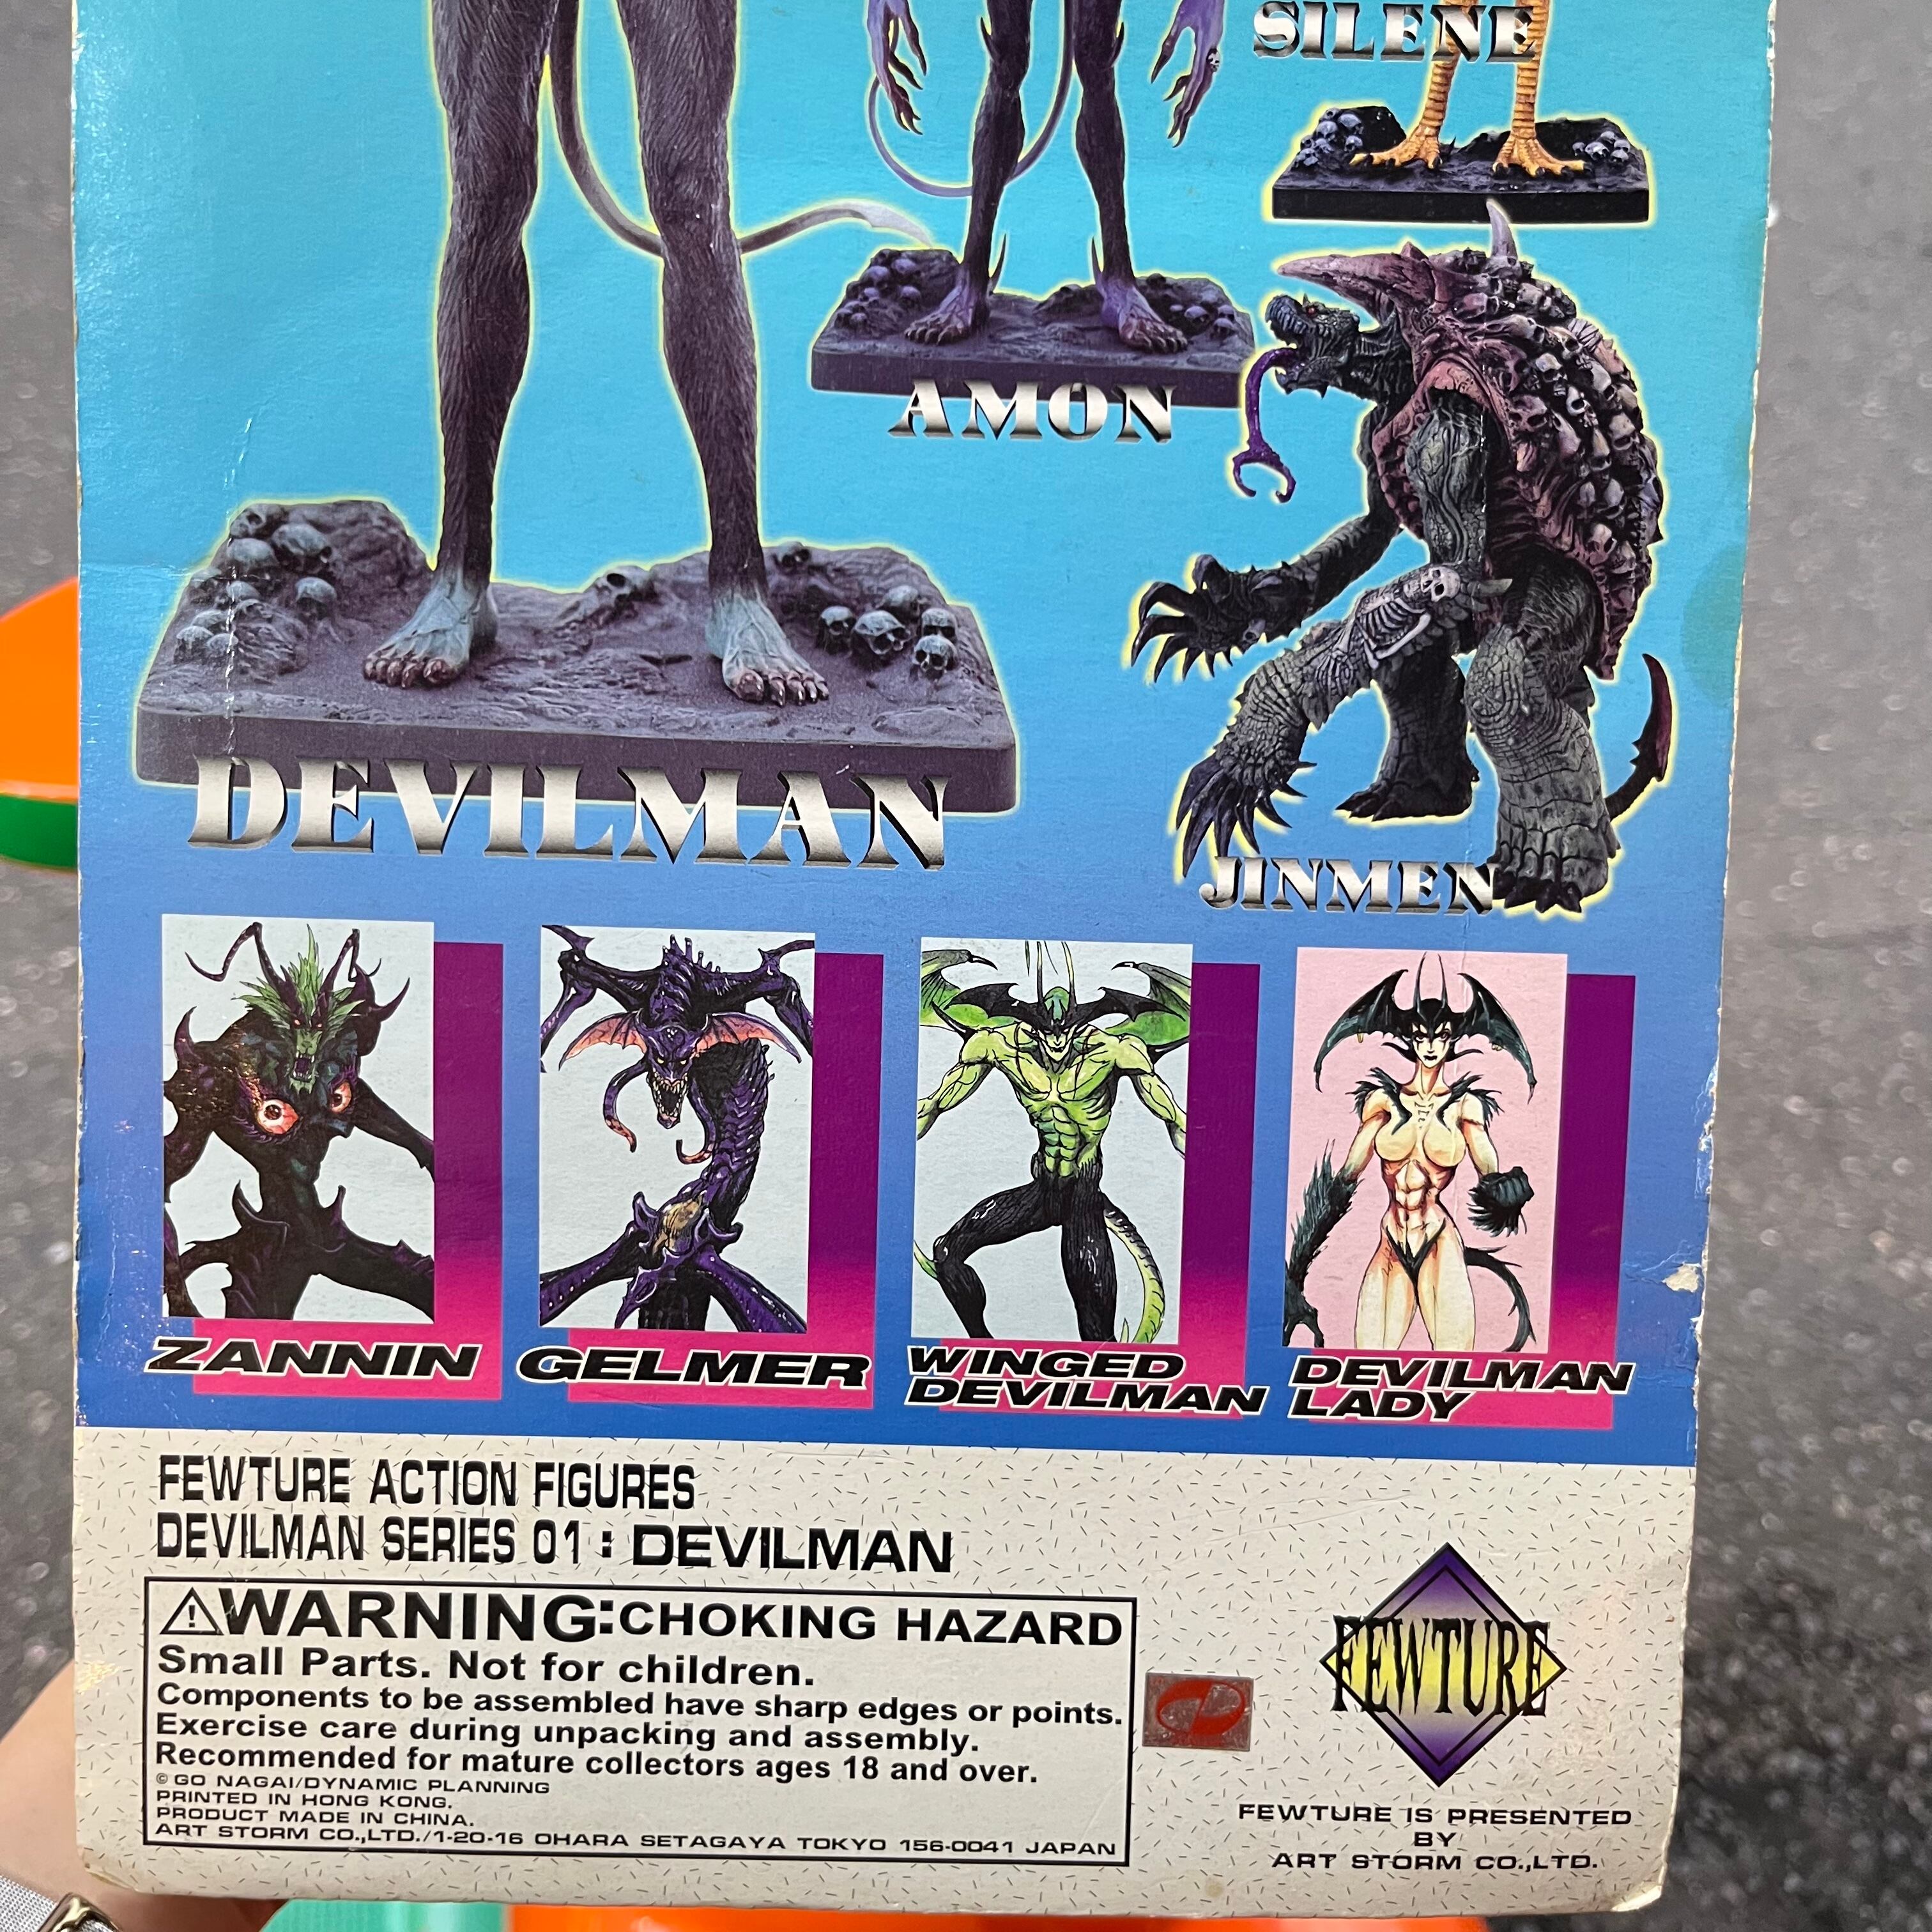 SILENE
AMON
DEVILMAN
JINMEN
ZANNIN
GELMER
WINGED
DEVILMAN
DEVILMAN
LADY
FEWTURE ACTION FIGURES
DEVILMAN SERIES 01 : DEVILMAN
WARNING:CHOKING HAZARD
Small Parts. Not for children.
Components to be assembled have sharp edges or points.
Exercise care during unpacking and assembly.
Recommended for mature collectors ages 18 and over.
© GO NAGAI/DYNAMIC PLANNING
PRINTED IN HONG KONG.
PRODUCT MADE IN CHINA.
ART STORM CO.,LTD./1-20-16 OHARA SETAGAYA TOKYO 156-0041 JAPAN
FEWTURE
FEWTURE IS PRESENTED
BY
ART STORM CO.,LTD.